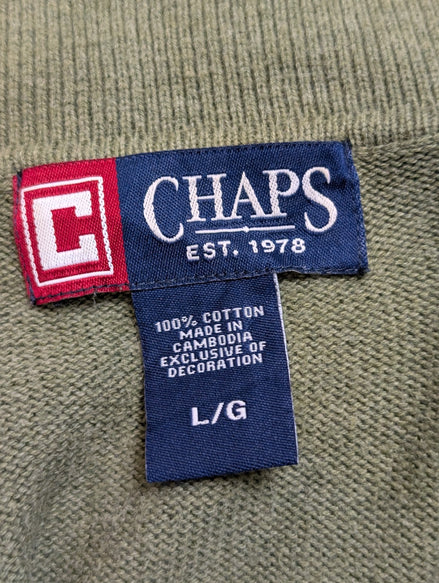 C
CHAPS
EST. 1978
100% COTTON
MADE IN
CAMBODIA
EXCLUSIVE OF
DECORATION
L/G